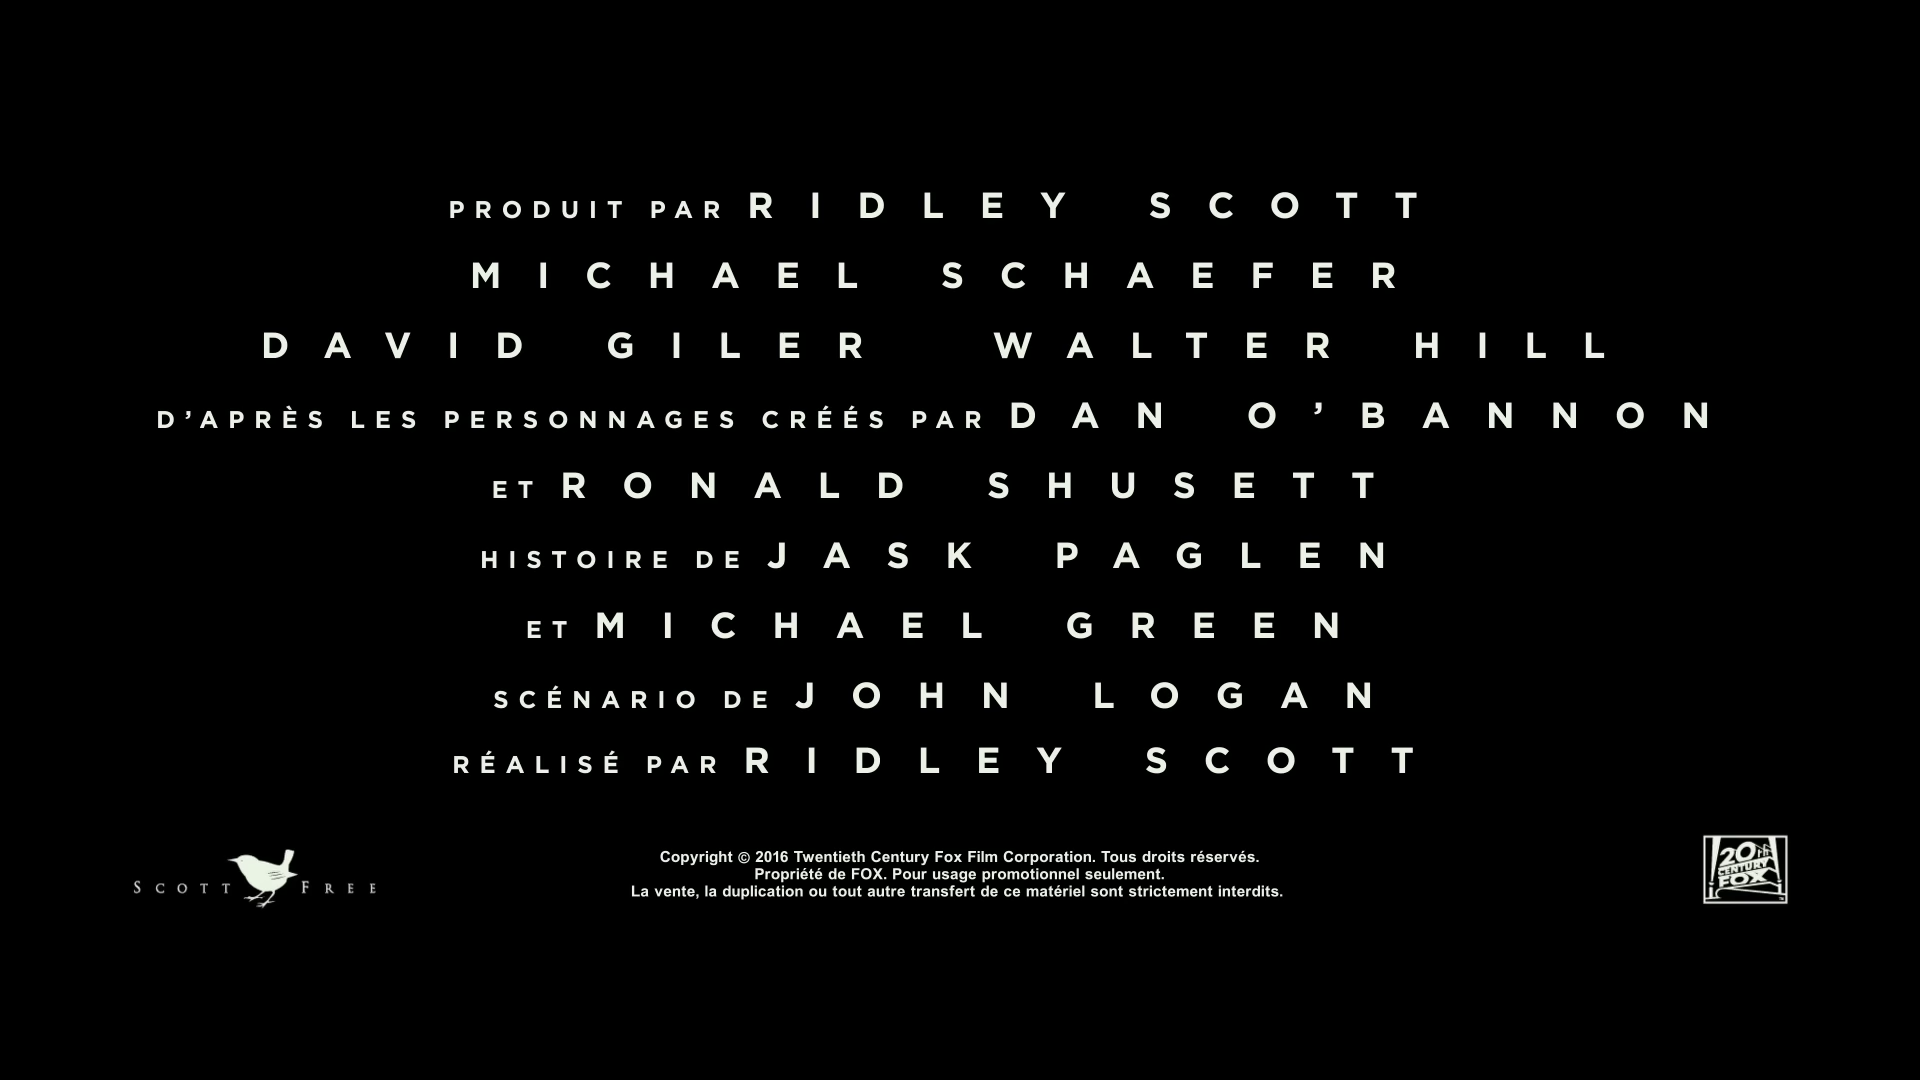 PRODUIT PAR RIDLEY SCOTT
MICHAEL SCHAEFER
DAVID GILER WALTER HILL
D’APRÈS LES PERSONNAGES CRÉÉS PAR DAN O’BANNON
ET RONALD SHUSETT
HISTOIRE DE JASK PAGLEN
ET MICHAEL GREEN
SCÉNARIO DE JOHN LOGAN
RÉALISÉ PAR RIDLEY SCOTT
SCOTT FREE
Copyright © 2016 Twentieth Century Fox Film Corporation. Tous droits réservés.
Propriété de FOX. Pour usage promotionnel seulement.
La vente, la duplication ou tout autre transfert de ce matériel sont strictement interdits.
20th
CENTURY
FOX